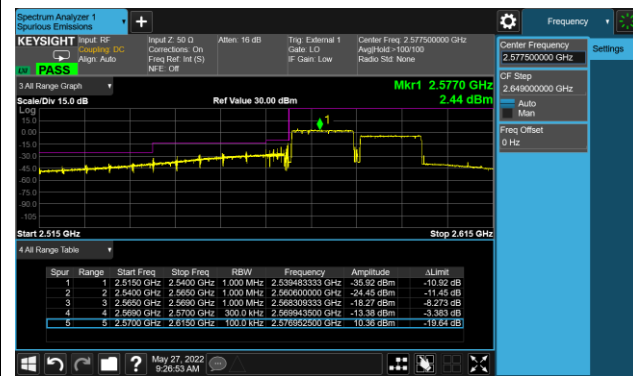 Spectrum Analyzer 1
Spurious Emissions
Frequency
KEYSIGHT
Input: RF
Coupling: DC
Align: Auto
Input Z: 50 Ω
Corrections: On
Freq Ref: Int (S)
NFE: Off
Atten: 16 dB
Trig: External 1
Gate: LO
IF Gain: Low
Center Freq: 2.577500000 GHz
Avg|Hold:>100/100
Radio Std: None
PASS
3 All Range Graph
Mkr1 2.5770 GHz
Scale/Div 15.0 dB
Ref Value 30.00 dBm
2.44 dBm
Log
15.0
0.00
-15.0
-30.0
-45.0
-60.0
-75.0
-90.0
-105
1
Start 2.515 GHz
Stop 2.615 GHz
4 All Range Table
Spur Range Start Freq Stop Freq RBW Frequency Amplitude ΔLimit
1 1 2.5150 GHz 2.5400 GHz 1.000 MHz 2.539483333 GHz -35.92 dBm -10.92 dB
2 2 2.5400 GHz 2.5650 GHz 1.000 MHz 2.560600000 GHz -24.45 dBm -11.45 dB
3 3 2.5650 GHz 2.5690 GHz 1.000 MHz 2.568309333 GHz -18.27 dBm -8.273 dB
4 4 2.5690 GHz 2.5700 GHz 300.0 kHz 2.569943500 GHz -13.38 dBm -3.383 dB
5 5 2.5700 GHz 2.6150 GHz 100.0 kHz 2.576952500 GHz 10.36 dBm -19.64 dB
Center Frequency
2.577500000 GHz
Settings
CF Step
2.649000000 GHz
Auto
Man
Freq Offset
0 Hz
May 27, 2022
9:26:53 AM